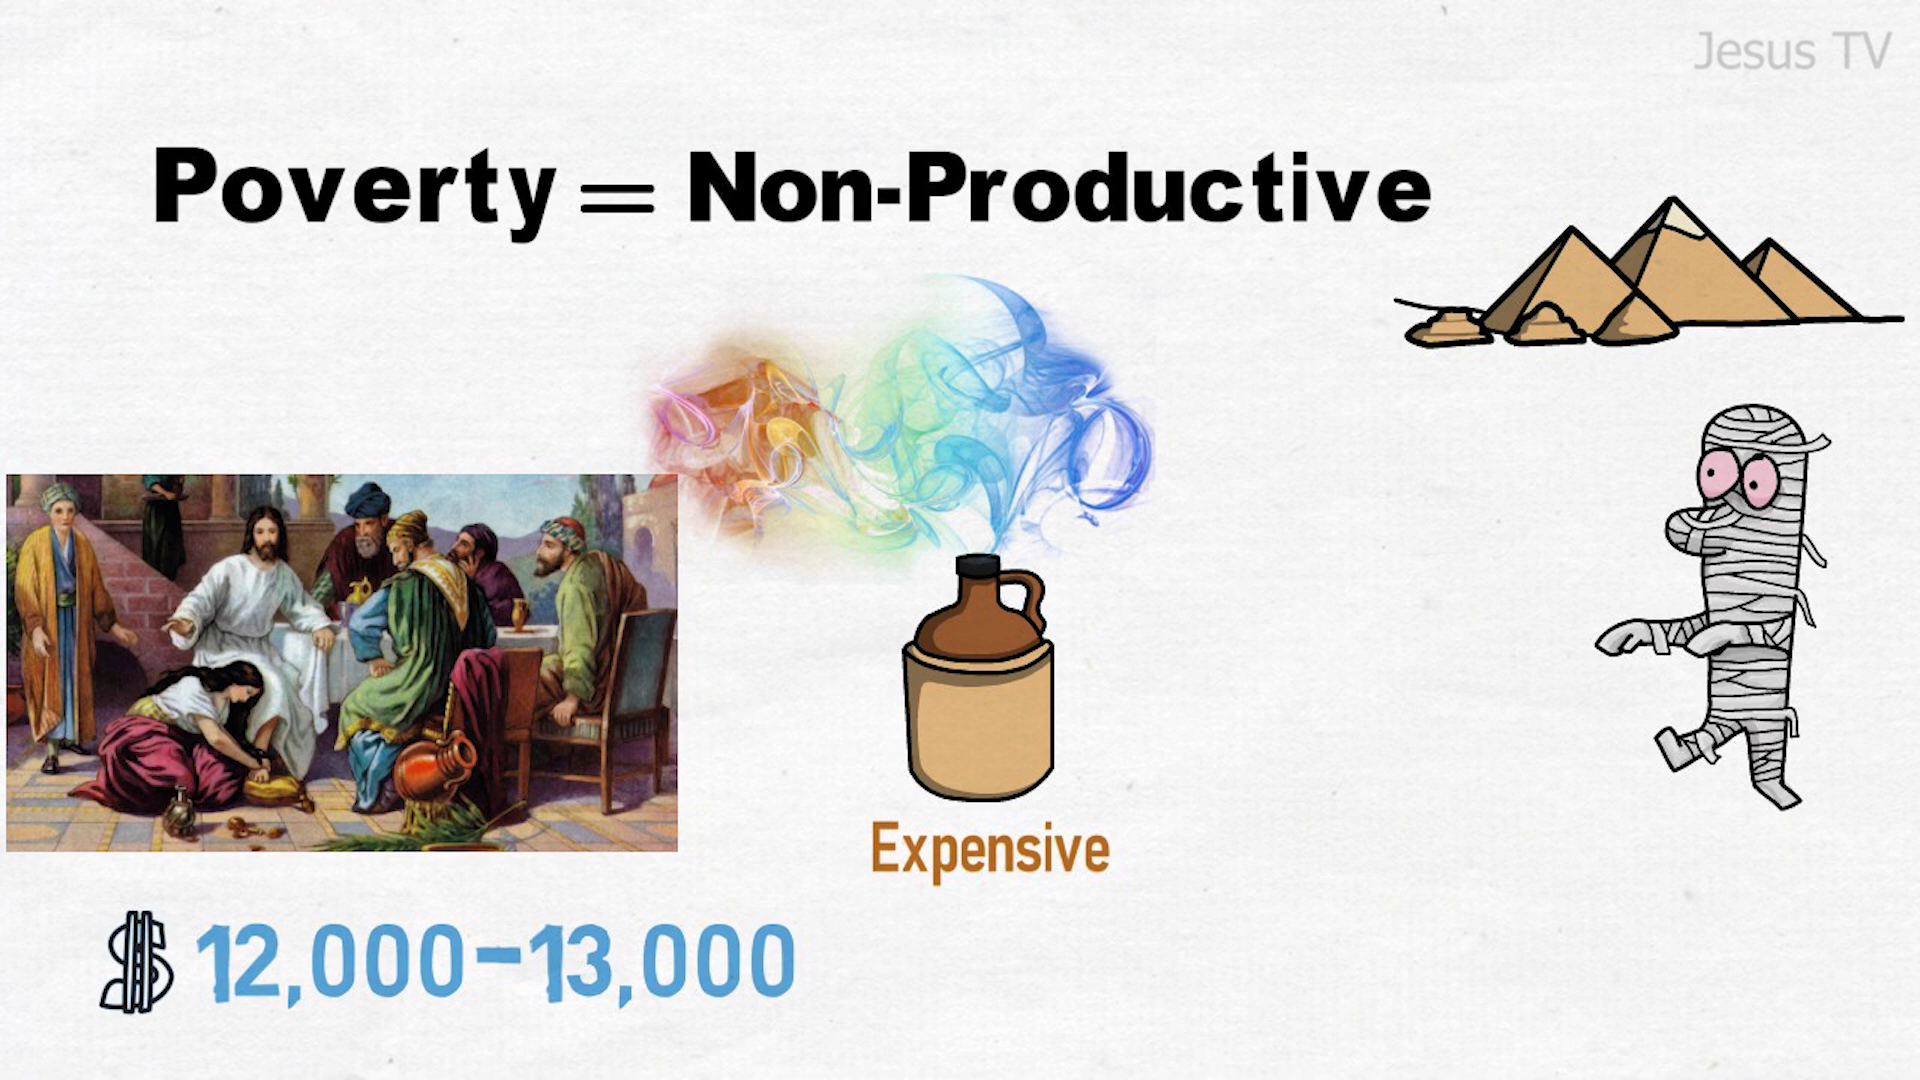 Jesus TV
Poverty = Non-Productive
Expensive
$ 12,000-13,000